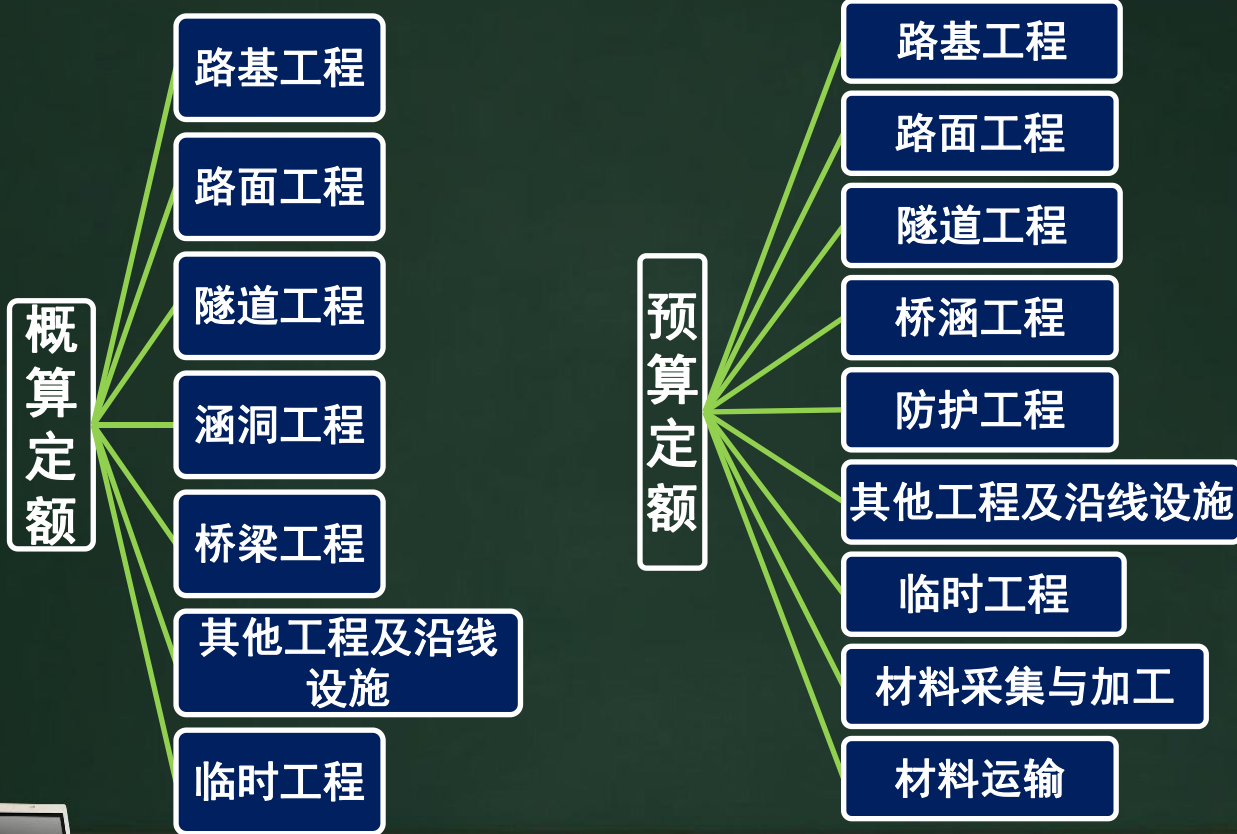 概算定额
路基工程
路面工程
隧道工程
涵洞工程
桥梁工程
其他工程及沿线
设施
临时工程
预算定额
路基工程
路面工程
隧道工程
桥涵工程
防护工程
其他工程及沿线设施
临时工程
材料采集与加工
材料运输